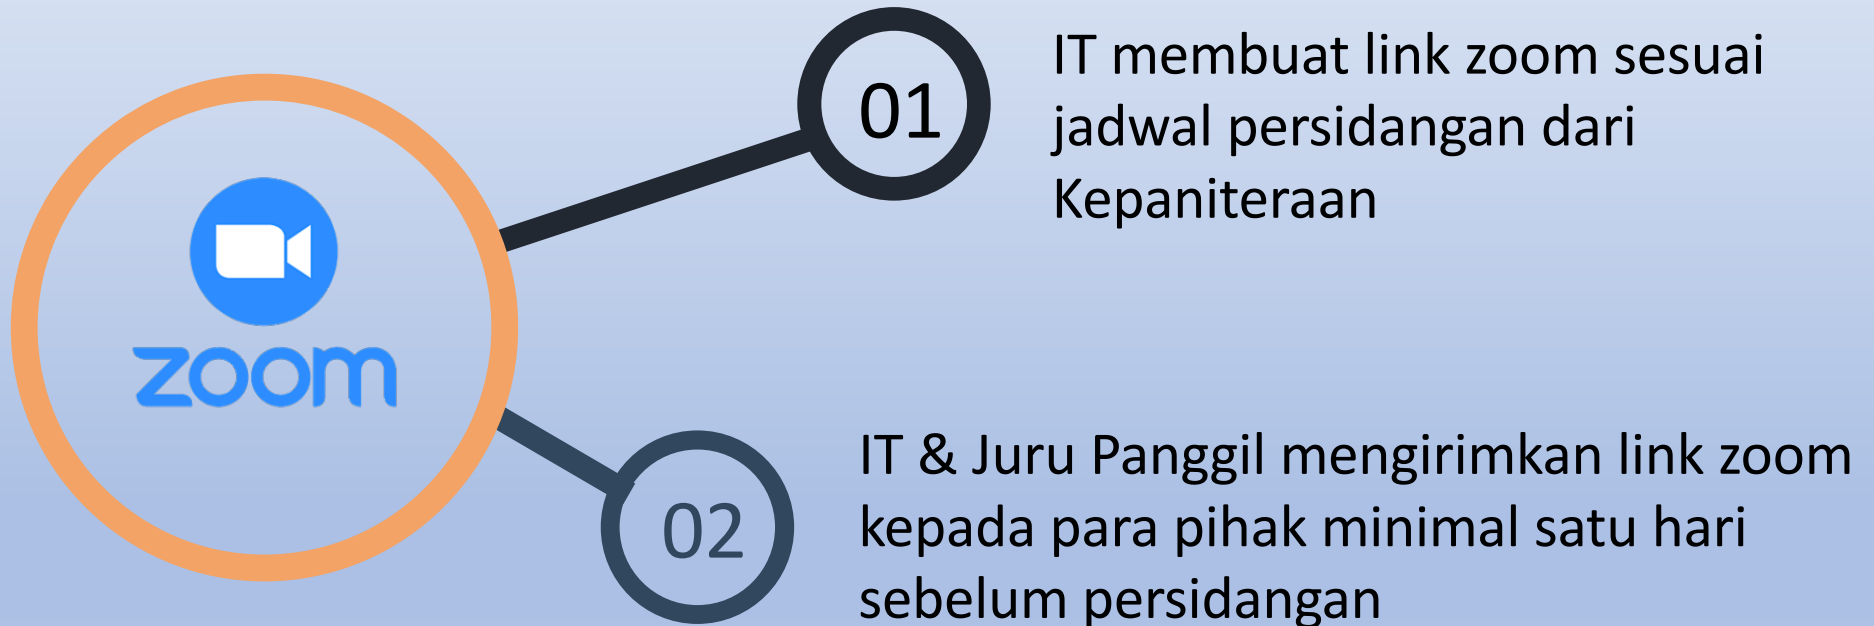 01
IT membuat link zoom sesuai
jadwal persidangan dari
Kepaniteraan
zoom
02
IT & Juru Panggil mengirimkan link zoom
kepada para pihak minimal satu hari
sebelum persidangan